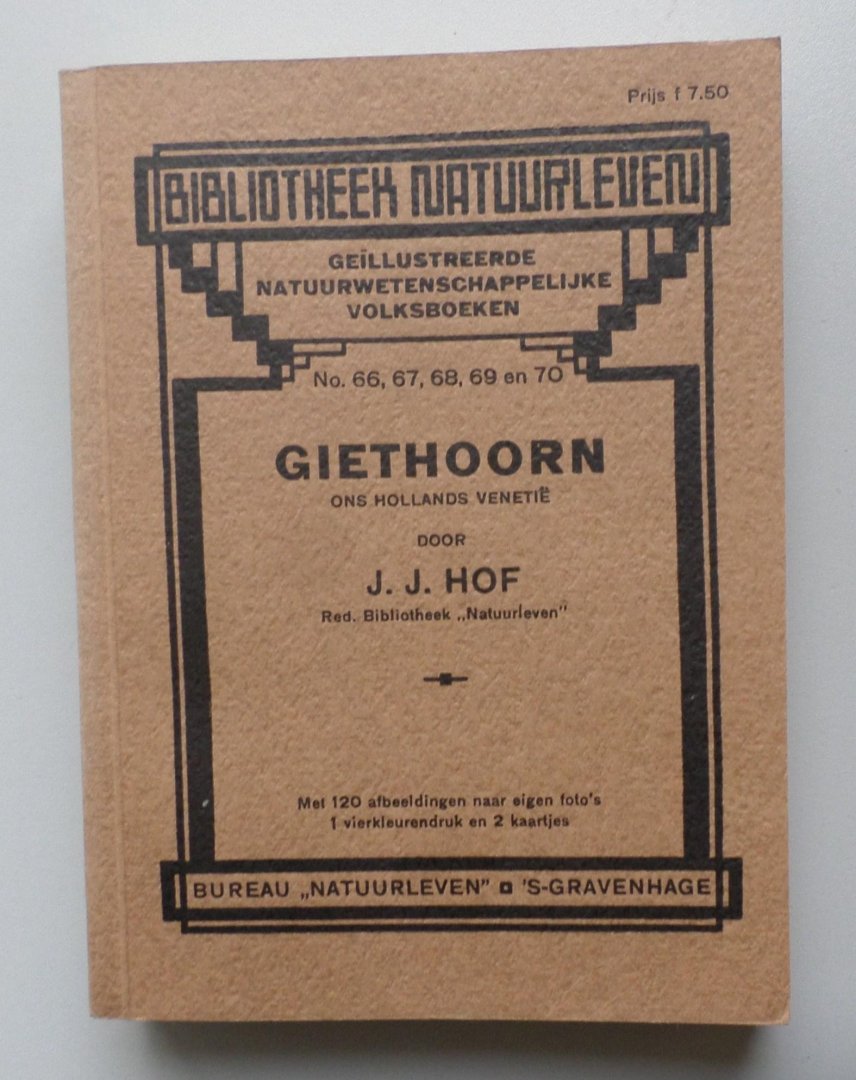 Prijs f 7.50
BIBLIOTHEEK NATUURLEVEN
GEÏLLUSTREERDE
NATUURWETENSCHAPPELIJKE
VOLKSBOEKEN
No. 66, 67, 68, 69 en 70
GIETHOORN
ONS HOLLANDS VENETIË
DOOR
J. J. HOF
Red. Bibliotheek „Natuurleven”
Met 120 afbeeldingen naar eigen foto's
1 vierkleurendruk en 2 kaartjes
BUREAU „NATUURLEVEN” ¤ 'S-GRAVENHAGE